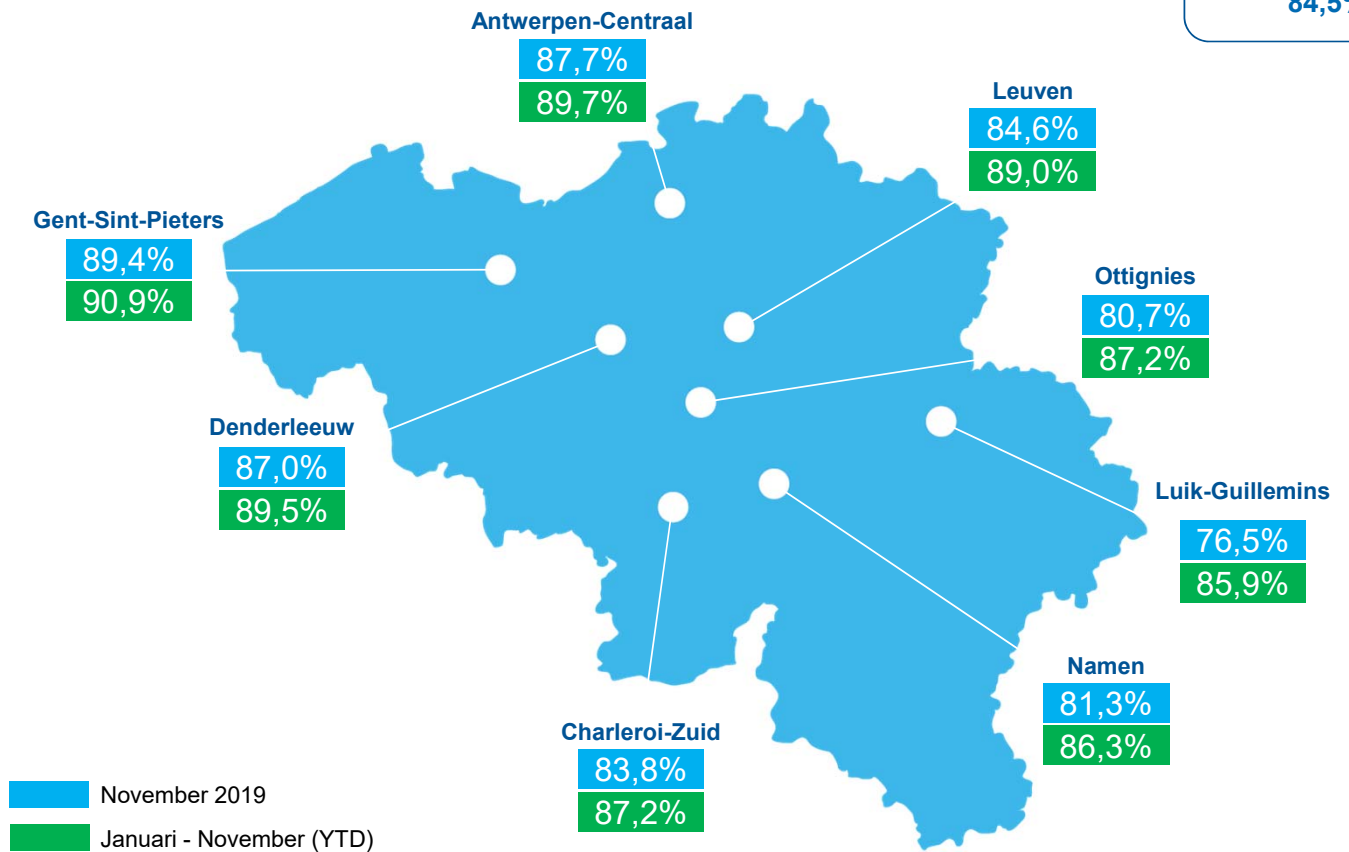 84,5%
Antwerpen-Centraal
87,7%
89,7%
Leuven
84,6%
89,0%
Gent-Sint-Pieters
89,4%
90,9%
Ottignies
80,7%
87,2%
Denderleeuw
87,0%
89,5%
Luik-Guillemins
76,5%
85,9%
Namen
81,3%
86,3%
Charleroi-Zuid
83,8%
87,2%
November 2019
Januari - November (YTD)